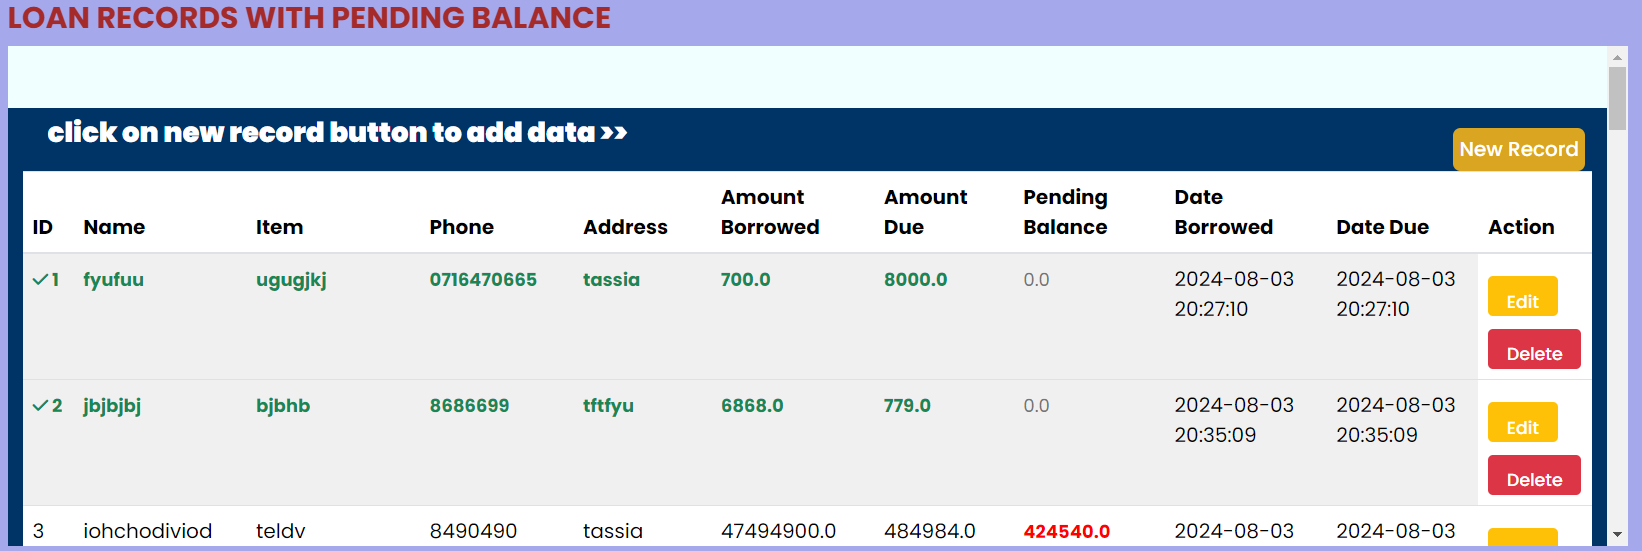 LOAN RECORDS WITH PENDING BALANCE
click on new record button to add data >>
New Record
ID Name Item Phone Address Amount Borrowed Amount Due Pending Balance Date Borrowed Date Due Action
1 fyufuu ugugjkj 0716470665 tassia 700.0 8000.0 0.0 2024-08-03 20:27:10 2024-08-03 20:27:10 Edit
Delete
2 jbjbjbj bjbhb 8686699 tftfyu 6868.0 779.0 0.0 2024-08-03 20:35:09 2024-08-03 20:35:09 Edit
Delete
3 iohchodiviod teldv 8490490 tassia 47494900.0 484984.0 424540.0 2024-08-03 2024-08-03